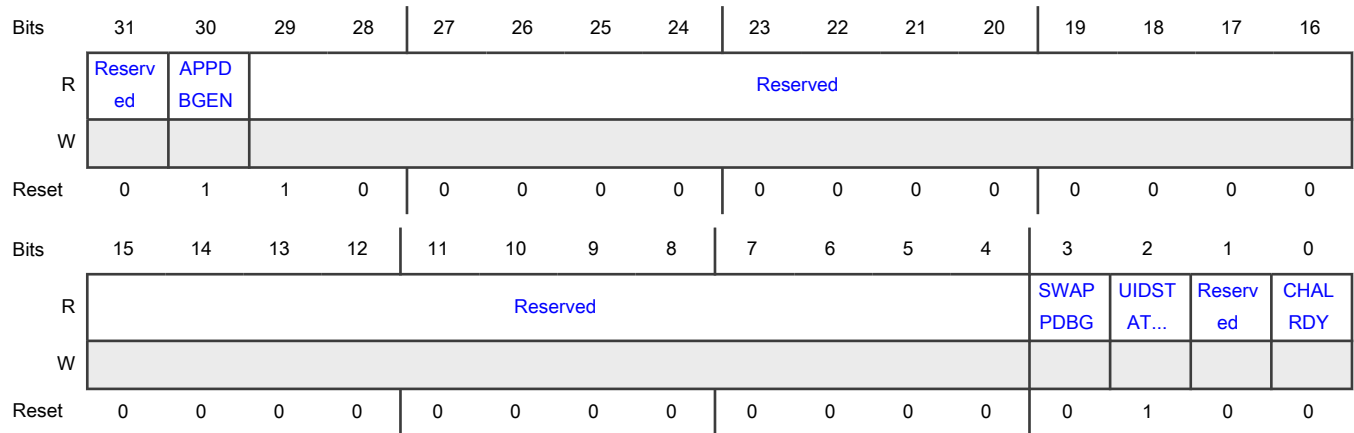 Bits 31 30 29 28 27 26 25 24 23 22 21 20 19 18 17 16
R Reserv APPD Reserved
ed BGEN
W
Reset 0 1 1 0 0 0 0 0 0 0 0 0 0 0 0 0
Bits 15 14 13 12 11 10 9 8 7 6 5 4 3 2 1 0
R Reserved SWAP UIDST Reserv CHAL
PDBG AT... ed RDY
W
Reset 0 0 0 0 0 0 0 0 0 0 0 0 0 1 0 0